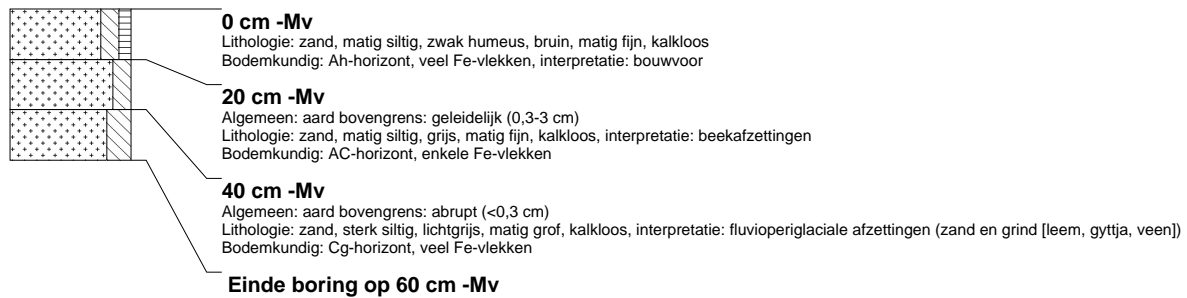 0 cm -Mv
Lithologie: zand, matig siltig, zwak humeus, bruin, matig fijn, kalkloos
Bodemkundig: Ah-horizont, veel Fe-vlekken, interpretatie: bouwvoor
20 cm -Mv
Algemeen: aard bovengrens: geleidelijk (0,3-3 cm)
Lithologie: zand, matig siltig, grijs, matig fijn, kalkloos, interpretatie: beekafzettingen
Bodemkundig: AC-horizont, enkele Fe-vlekken
40 cm -Mv
Algemeen: aard bovengrens: abrupt (<0,3 cm)
Lithologie: zand, sterk siltig, lichtgrijs, matig grof, kalkloos, interpretatie: fluvioperiglaciale afzettingen (zand en grind [leem, gyttja, veen])
Bodemkundig: Cg-horizont, veel Fe-vlekken
Einde boring op 60 cm -Mv